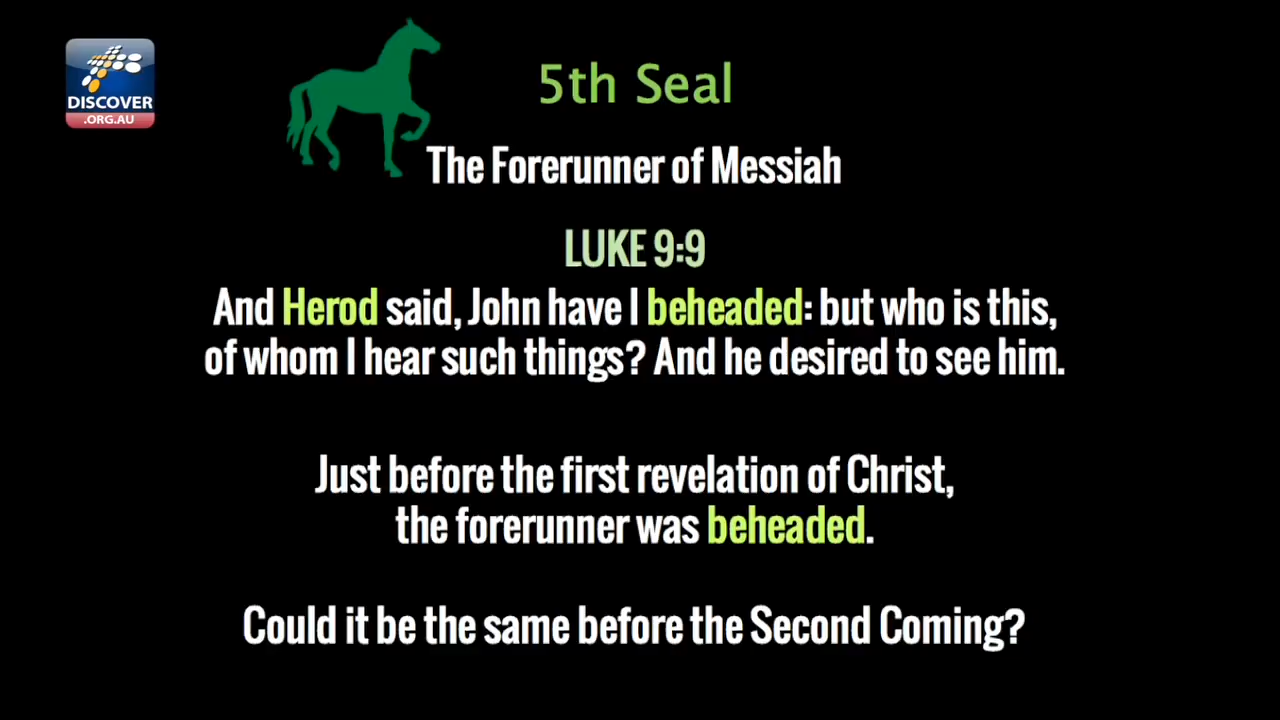 DISCOVER
.ORG.AU
5th Seal
The Forerunner of Messiah
LUKE 9:9
And Herod said, John have I beheaded: but who is this,
of whom I hear such things? And he desired to see him.
Just before the first revelation of Christ,
the forerunner was beheaded.
Could it be the same before the Second Coming?